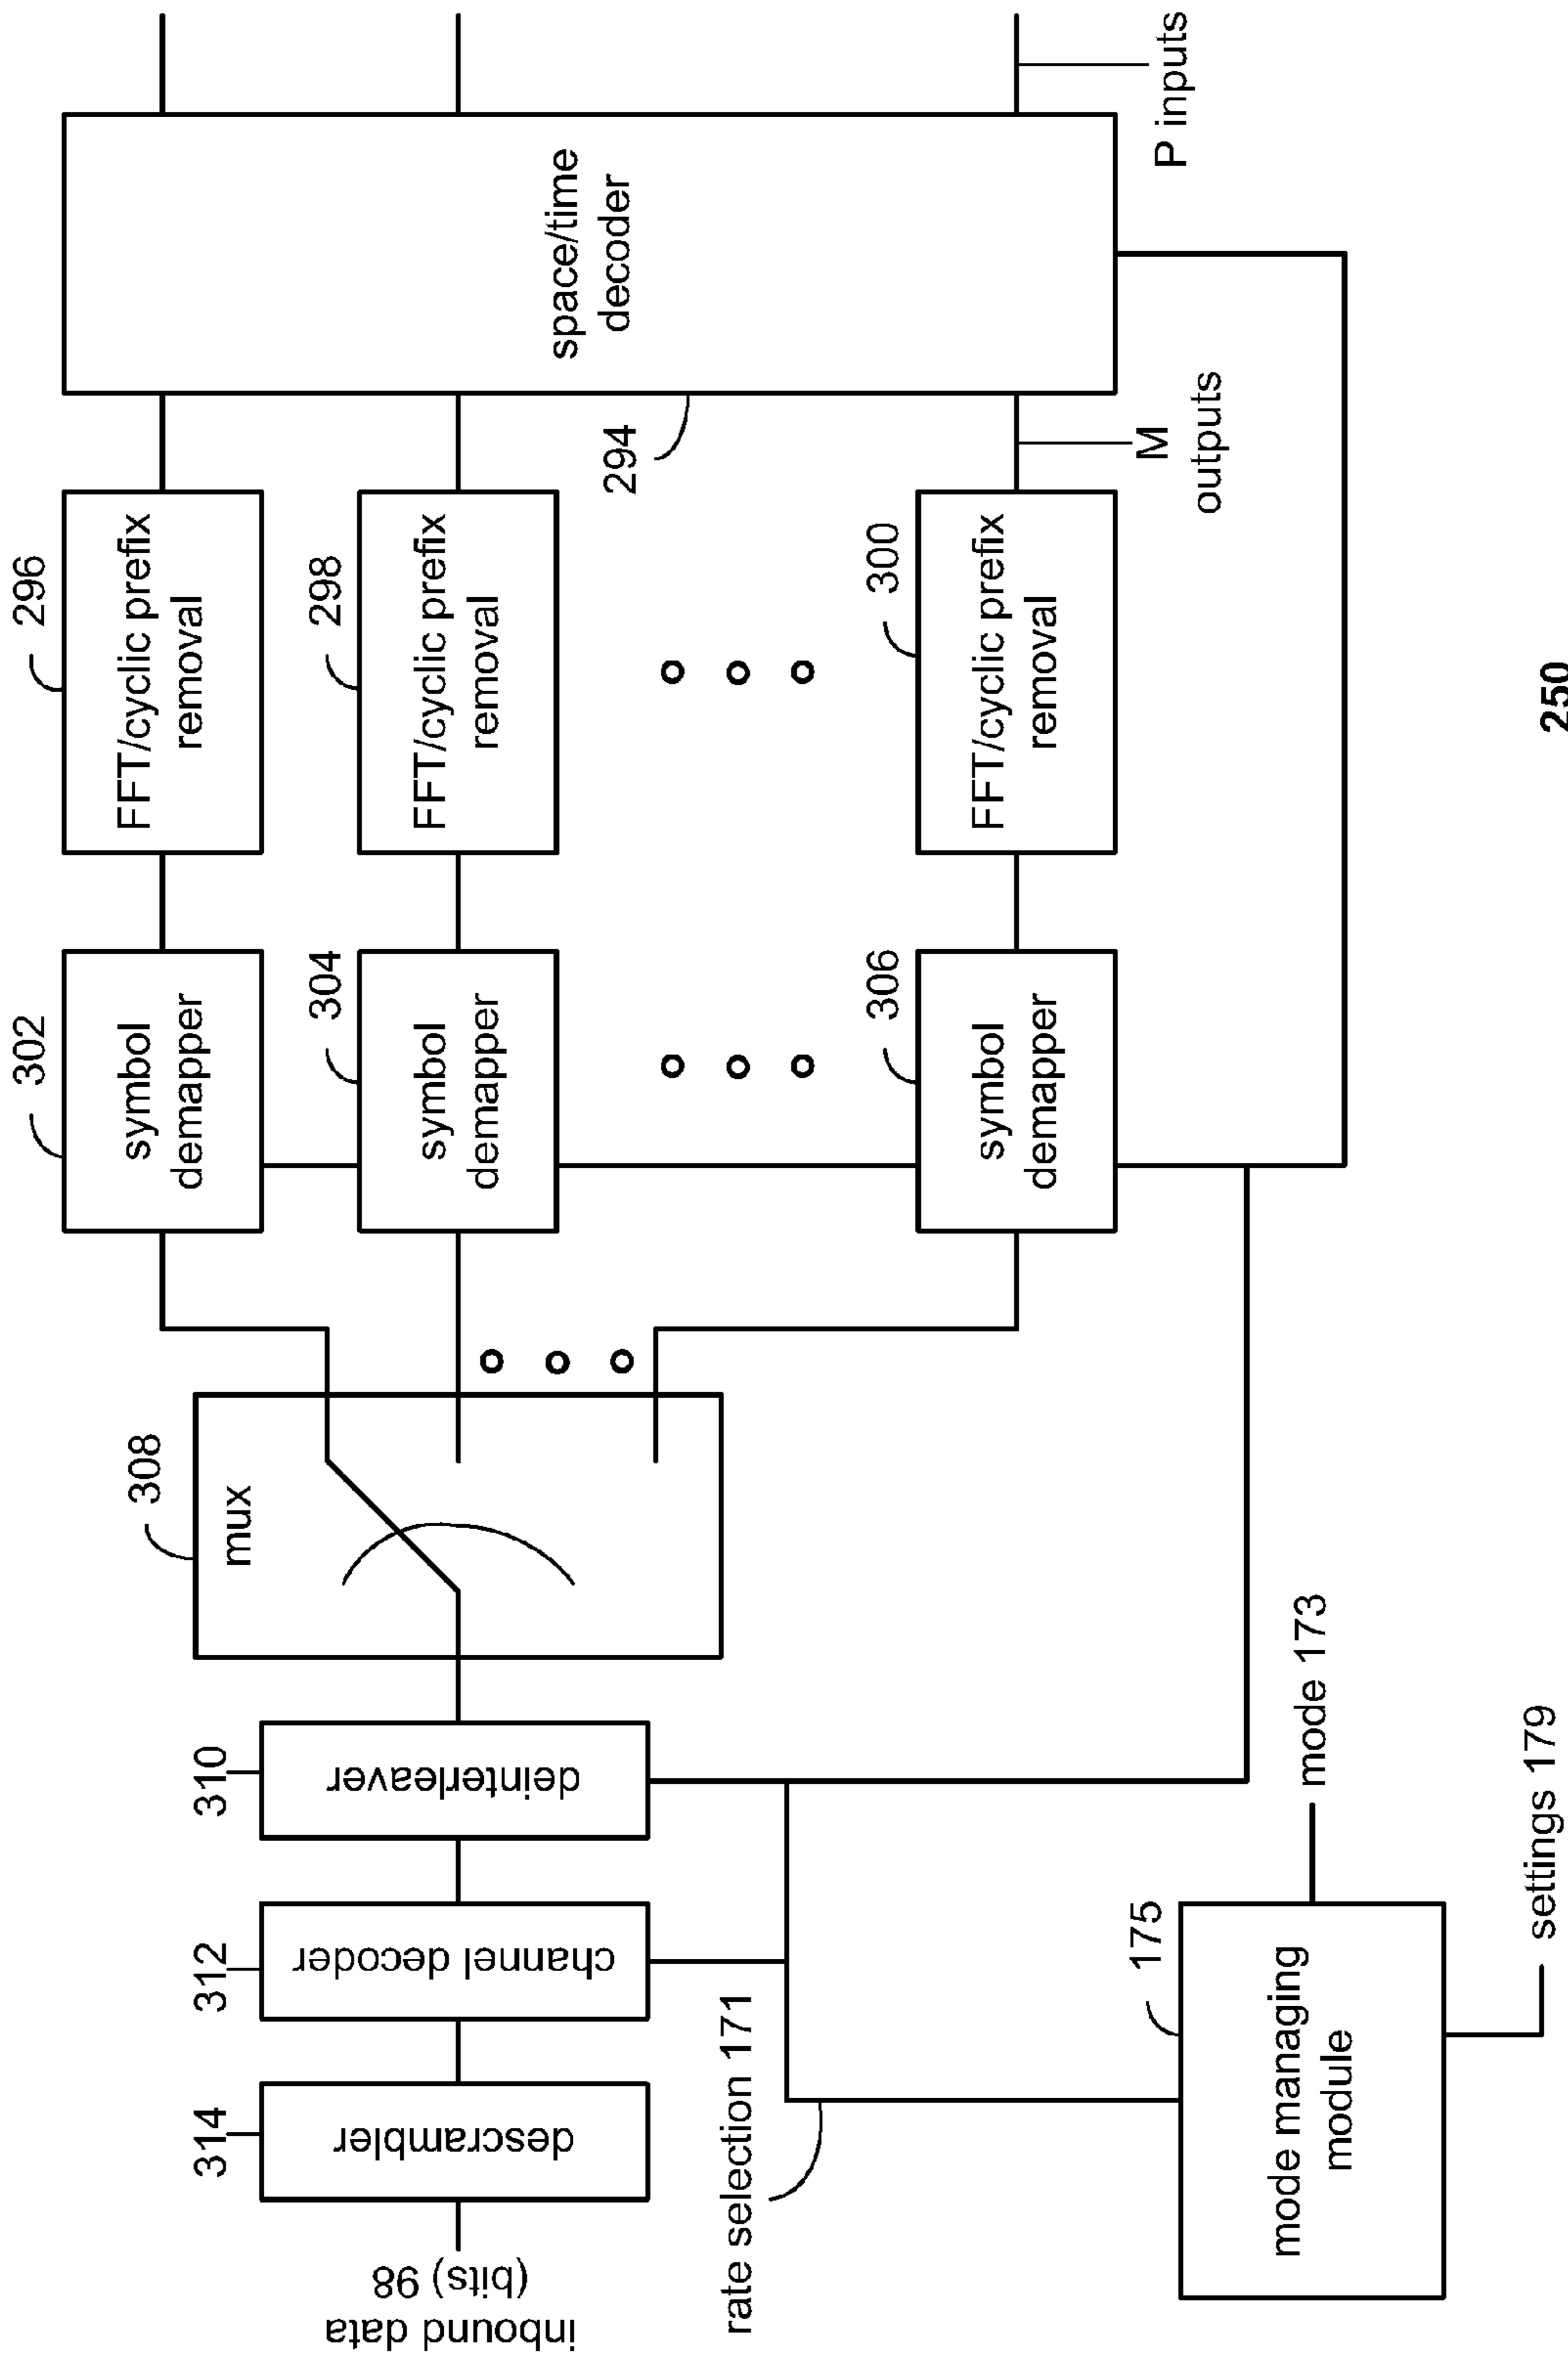 302
symbol
demapper
296
FFT/cyclic prefix
removal
304
symbol
demapper
298
FFT/cyclic prefix
removal
306
symbol
demapper
300
FFT/cyclic prefix
removal
space/time
decoder
294
M
outputs
P inputs
308
mux
310
deinterleaver
312
channel decoder
314
descrambler
inbound data
(bits) 98
rate selection 171
175
mode managing
module
mode 173
settings 179
250